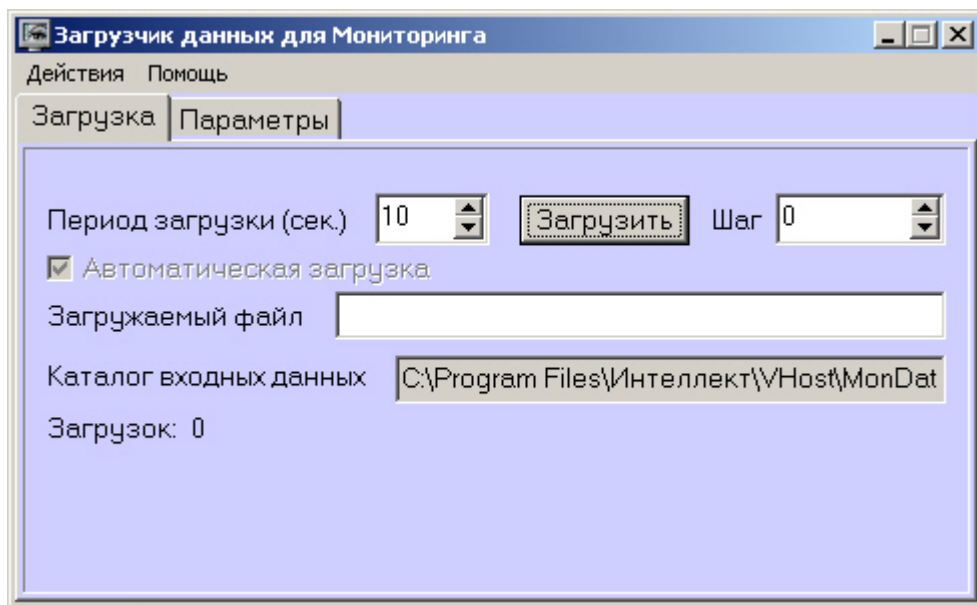 Загрузчик данных для Мониторинга
Действия Помощь
Загрузка Параметры
Период загрузки (сек.) 10 Загрузить Шаг 0
Автоматическая загрузка
Загружаемый файл
Каталог входных данных C:\Program Files\Интеллект\VHost\MonDat
Загрузок: 0